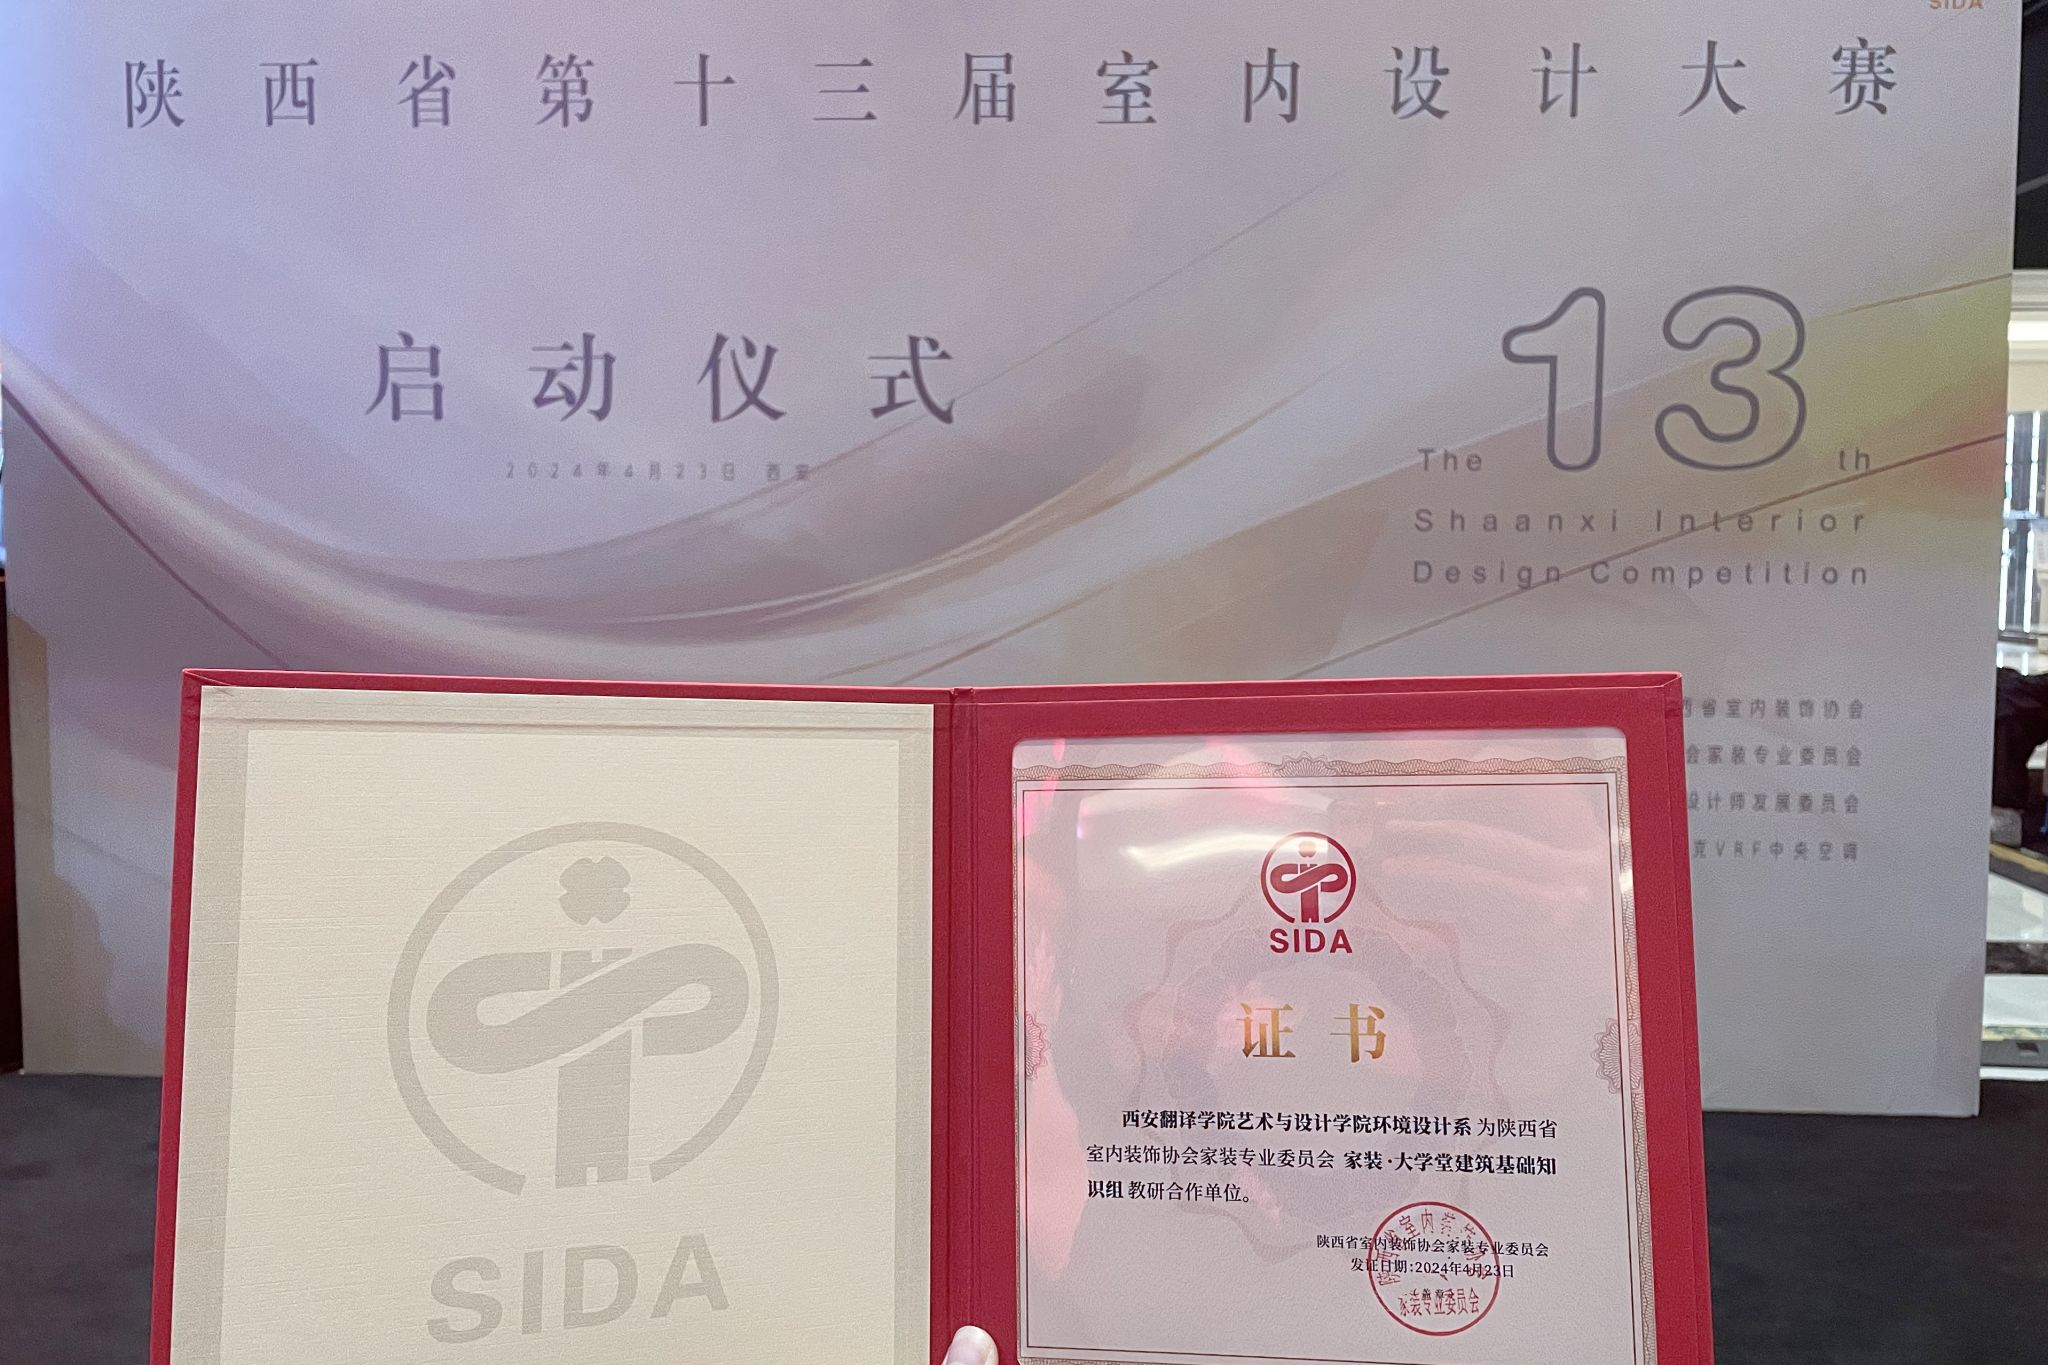 SIDA
陕西省第十三届室内设计大赛
启动仪式
2024年4月23日 西安
13
The th
Shaanxi Interior
Design Competition
西省室内装饰协会
会家装专业委员会
设计师发展委员会
克VRF中央空调
SIDA
SIDA
证书
西安翻译学院艺术与设计学院环境设计系 为陕西省
室内装饰协会家装专业委员会 家装·大学堂建筑基础知
识组 教研合作单位。
陕西省室内装饰协会家装专业委员会
发证日期:2024年4月23日
家装专业委员会